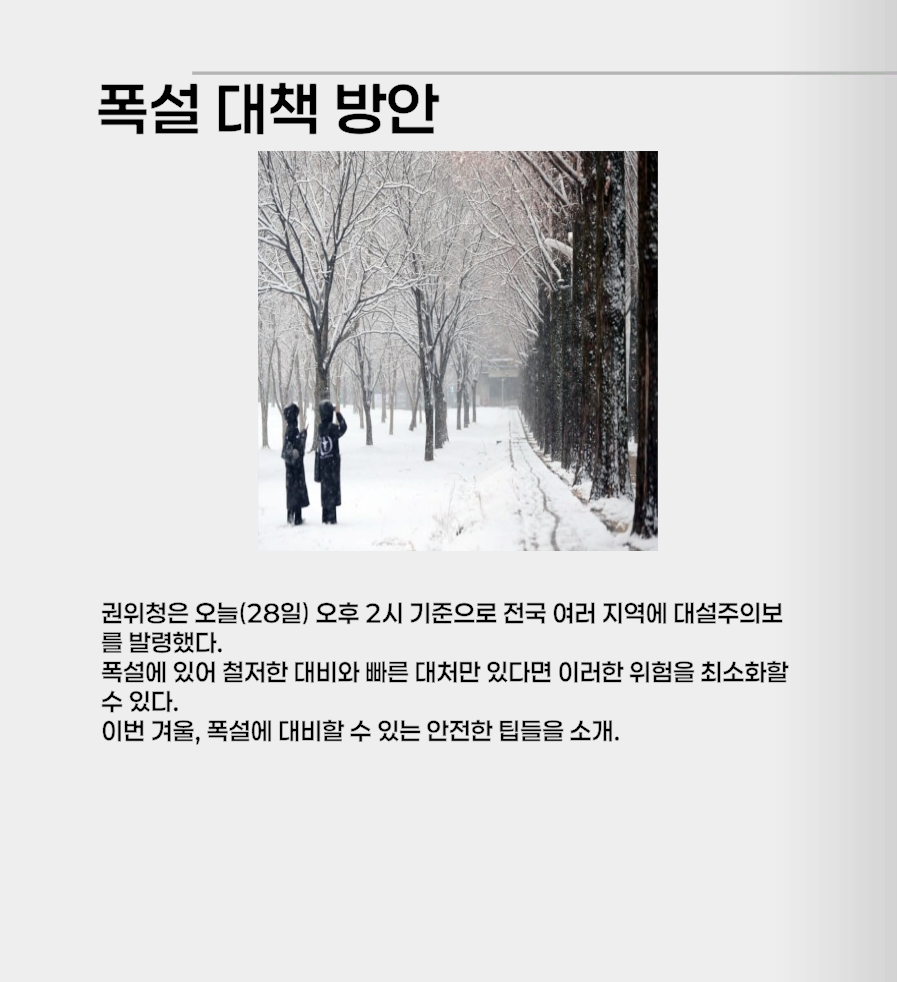 폭설 대책 방안
권위청은 오늘(28일) 오후 2시 기준으로 전국 여러 지역에 대설주의보
를 발령했다.
폭설에 있어 철저한 대비와 빠른 대처만 있다면 이러한 위험을 최소화할
수 있다.
이번 겨울, 폭설에 대비할 수 있는 안전한 팁들을 소개.